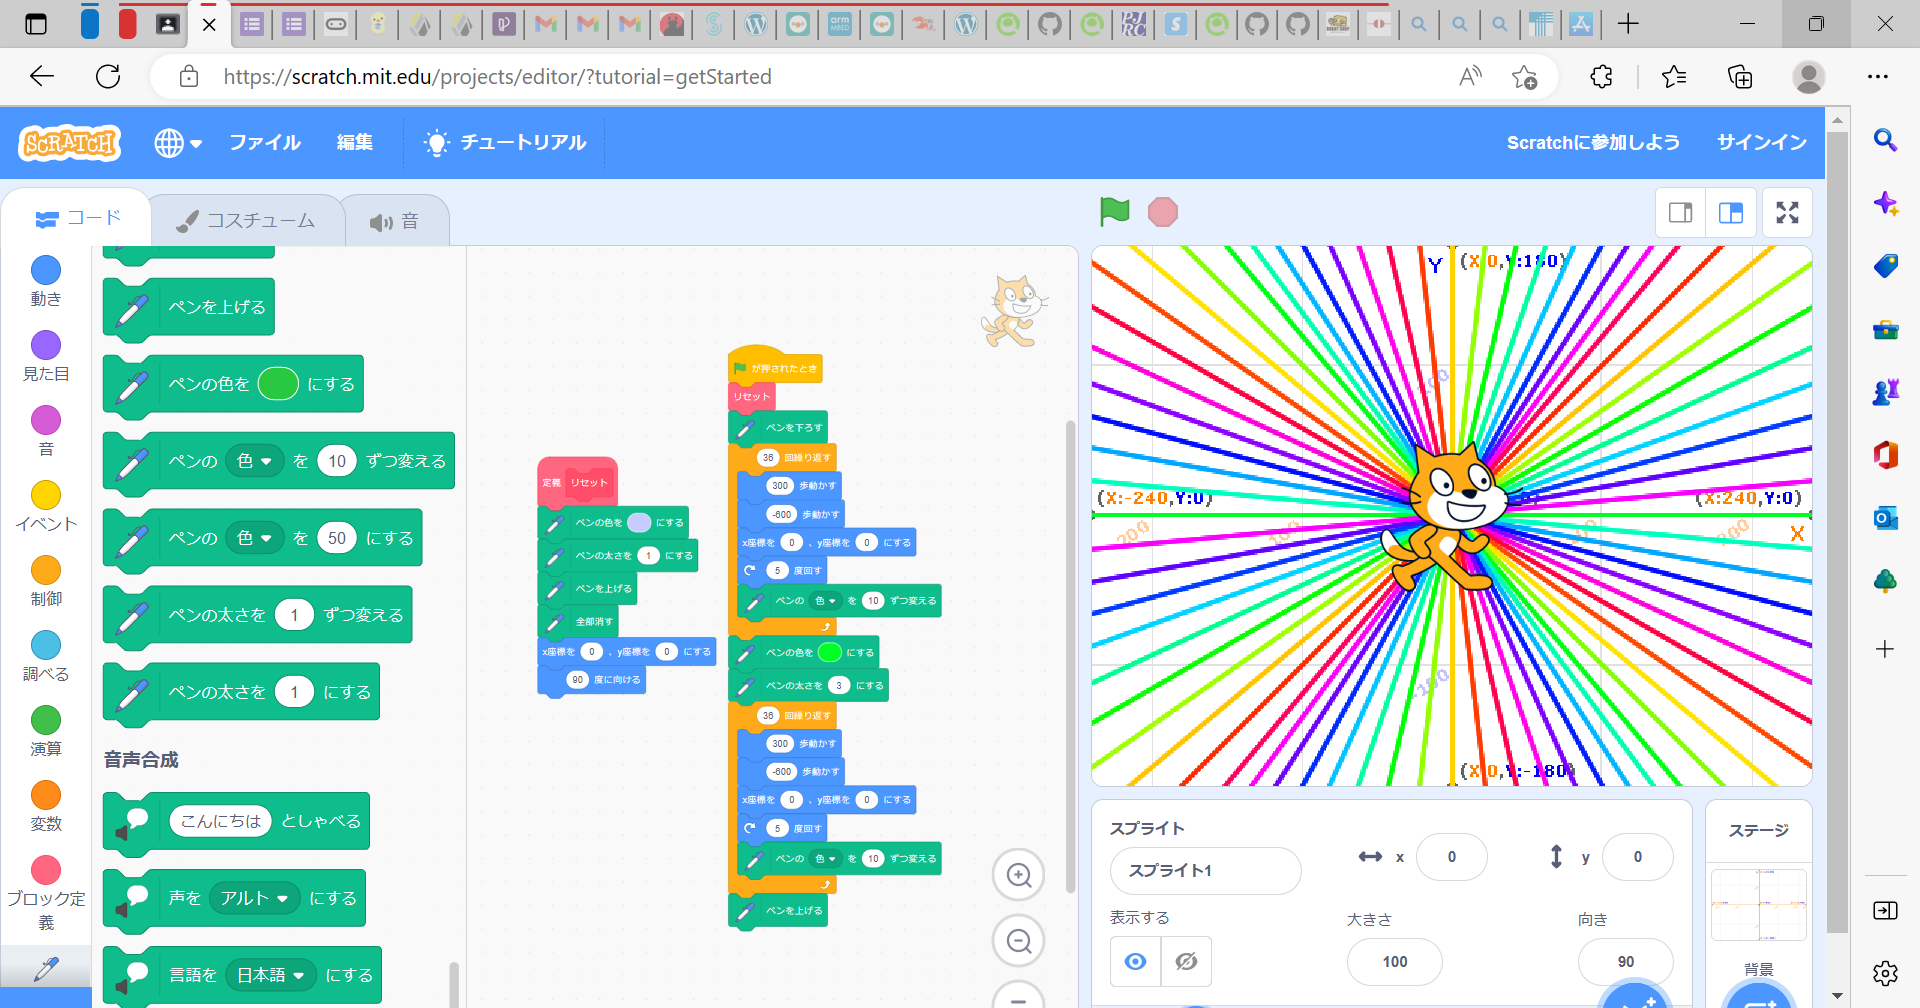 https://scratch.mit.edu/projects/editor/?tutorial=getStarted
SCRATCH
ファイル
編集
チュートリアル
Scratchに参加しよう
サインイン
コード
コスチューム
音
動き
見た目
音
イベント
制御
調べる
演算
変数
ブロック定
義
ペンを上げる
ペンの色を にする
ペンの 色 を 10 ずつ変える
ペンの 色 を 50 にする
ペンの太さを 1 ずつ変える
ペンの太さを 1 にする
音声合成
こんにちは としゃべる
声を アルト にする
言語を 日本語 にする
定義 リセット
ペンの色を にする
ペンの太さを 1 にする
ペンを上げる
全部消す
x座標を 0 、y座標を 0 にする
90 度に向ける
が押されたとき
リセット
ペンを下ろす
36 回繰り返す
300 歩動かす
-600 歩動かす
x座標を 0 、y座標を 0 にする
5 度回す
ペンの 色 を 10 ずつ変える
ペンの色を にする
ペンの太さを 3 にする
36 回繰り返す
300 歩動かす
-600 歩動かす
x座標を 0 、y座標を 0 にする
5 度回す
ペンの 色 を 10 ずつ変える
ペンを上げる
Y
(X:0,Y:180)
100
(X:-240,Y:0)
(X:240,Y:0)
200
100
200
X
-100
(X:0,Y:-180)
スプライト
スプライト1
x 0
y 0
表示する
大きさ
100
向き
90
ステージ
背景